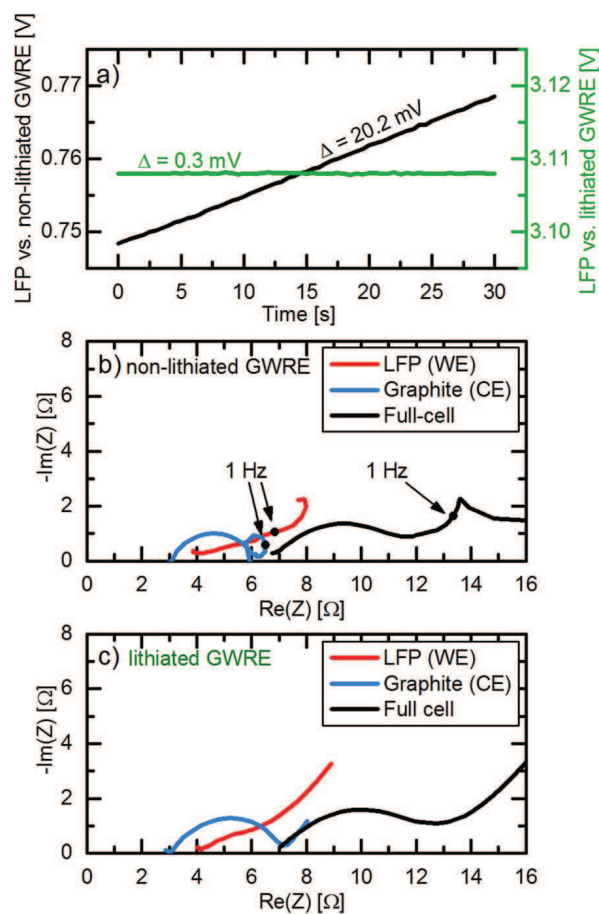 a)
LFP vs. non-lithiated GWRE [V]
0.77
0.76
0.75
Δ = 0.3 mV
Δ = 20.2 mV
3.12
3.11
3.10
LFP vs. lithiated GWRE [V]
0 5 10 15 20 25 30
Time [s]
b) non-lithiated GWRE
LFP (WE)
Graphite (CE)
Full-cell
1 Hz
1 Hz
-Im(Z) [Ω]
8
6
4
2
0
0 2 4 6 8 10 12 14 16
Re(Z) [Ω]
c) lithiated GWRE
LFP (WE)
Graphite (CE)
Full cell
-Im(Z) [Ω]
8
6
4
2
0
0 2 4 6 8 10 12 14 16
Re(Z) [Ω]